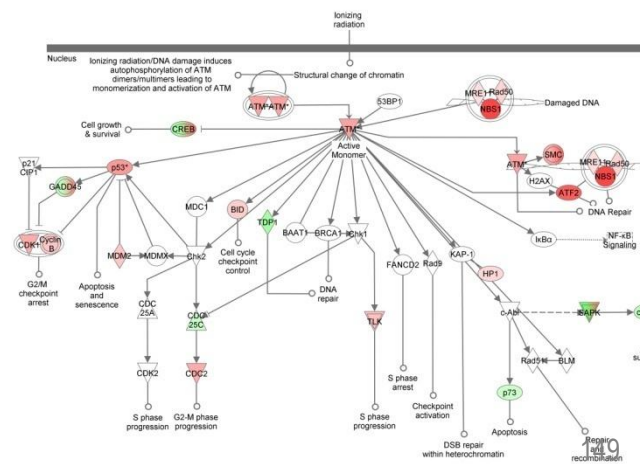 Ionizing
radiation
Nucleus
Ionizing radiation/DNA damage induces
autophosphorylation of ATM
dimers/multimers leading to
monomerization and activation of ATM
Structural change of chromatin
ATM*
ATM*
53BP1
MRE11
Rad50
NBS1
Damaged DNA
Cell growth
& survival
CREB
ATM*
Active
Monomer
p21
CIP1
p53*
GADD45
MDC1
BID
TDP1
ATM*
SMC
MRE11
Rad50
NBS1
H2AX
ATF2
DNA Repair
CDK1
Cyclin
B
MDM2
MDMX
Chk2
Cell cycle
checkpoint
control
BAAT1
BRCA1
Chk1
FANCD2
Rad9
KAP-1
HP1
IκBα
NF-κB
Signaling
G2/M
checkpoint
arrest
Apoptosis
and
senescence
CDC
25A
CDC
25C
DNA
repair
TLK
c-Abl
SAPK
CDK2
CDC2
S phase
arrest
Rad51
BLM
p73
S phase
progression
G2-M phase
progression
S phase
progression
Checkpoint
activation
DSB repair
within heterochromatin
Apoptosis
Repair
and
recombination
149